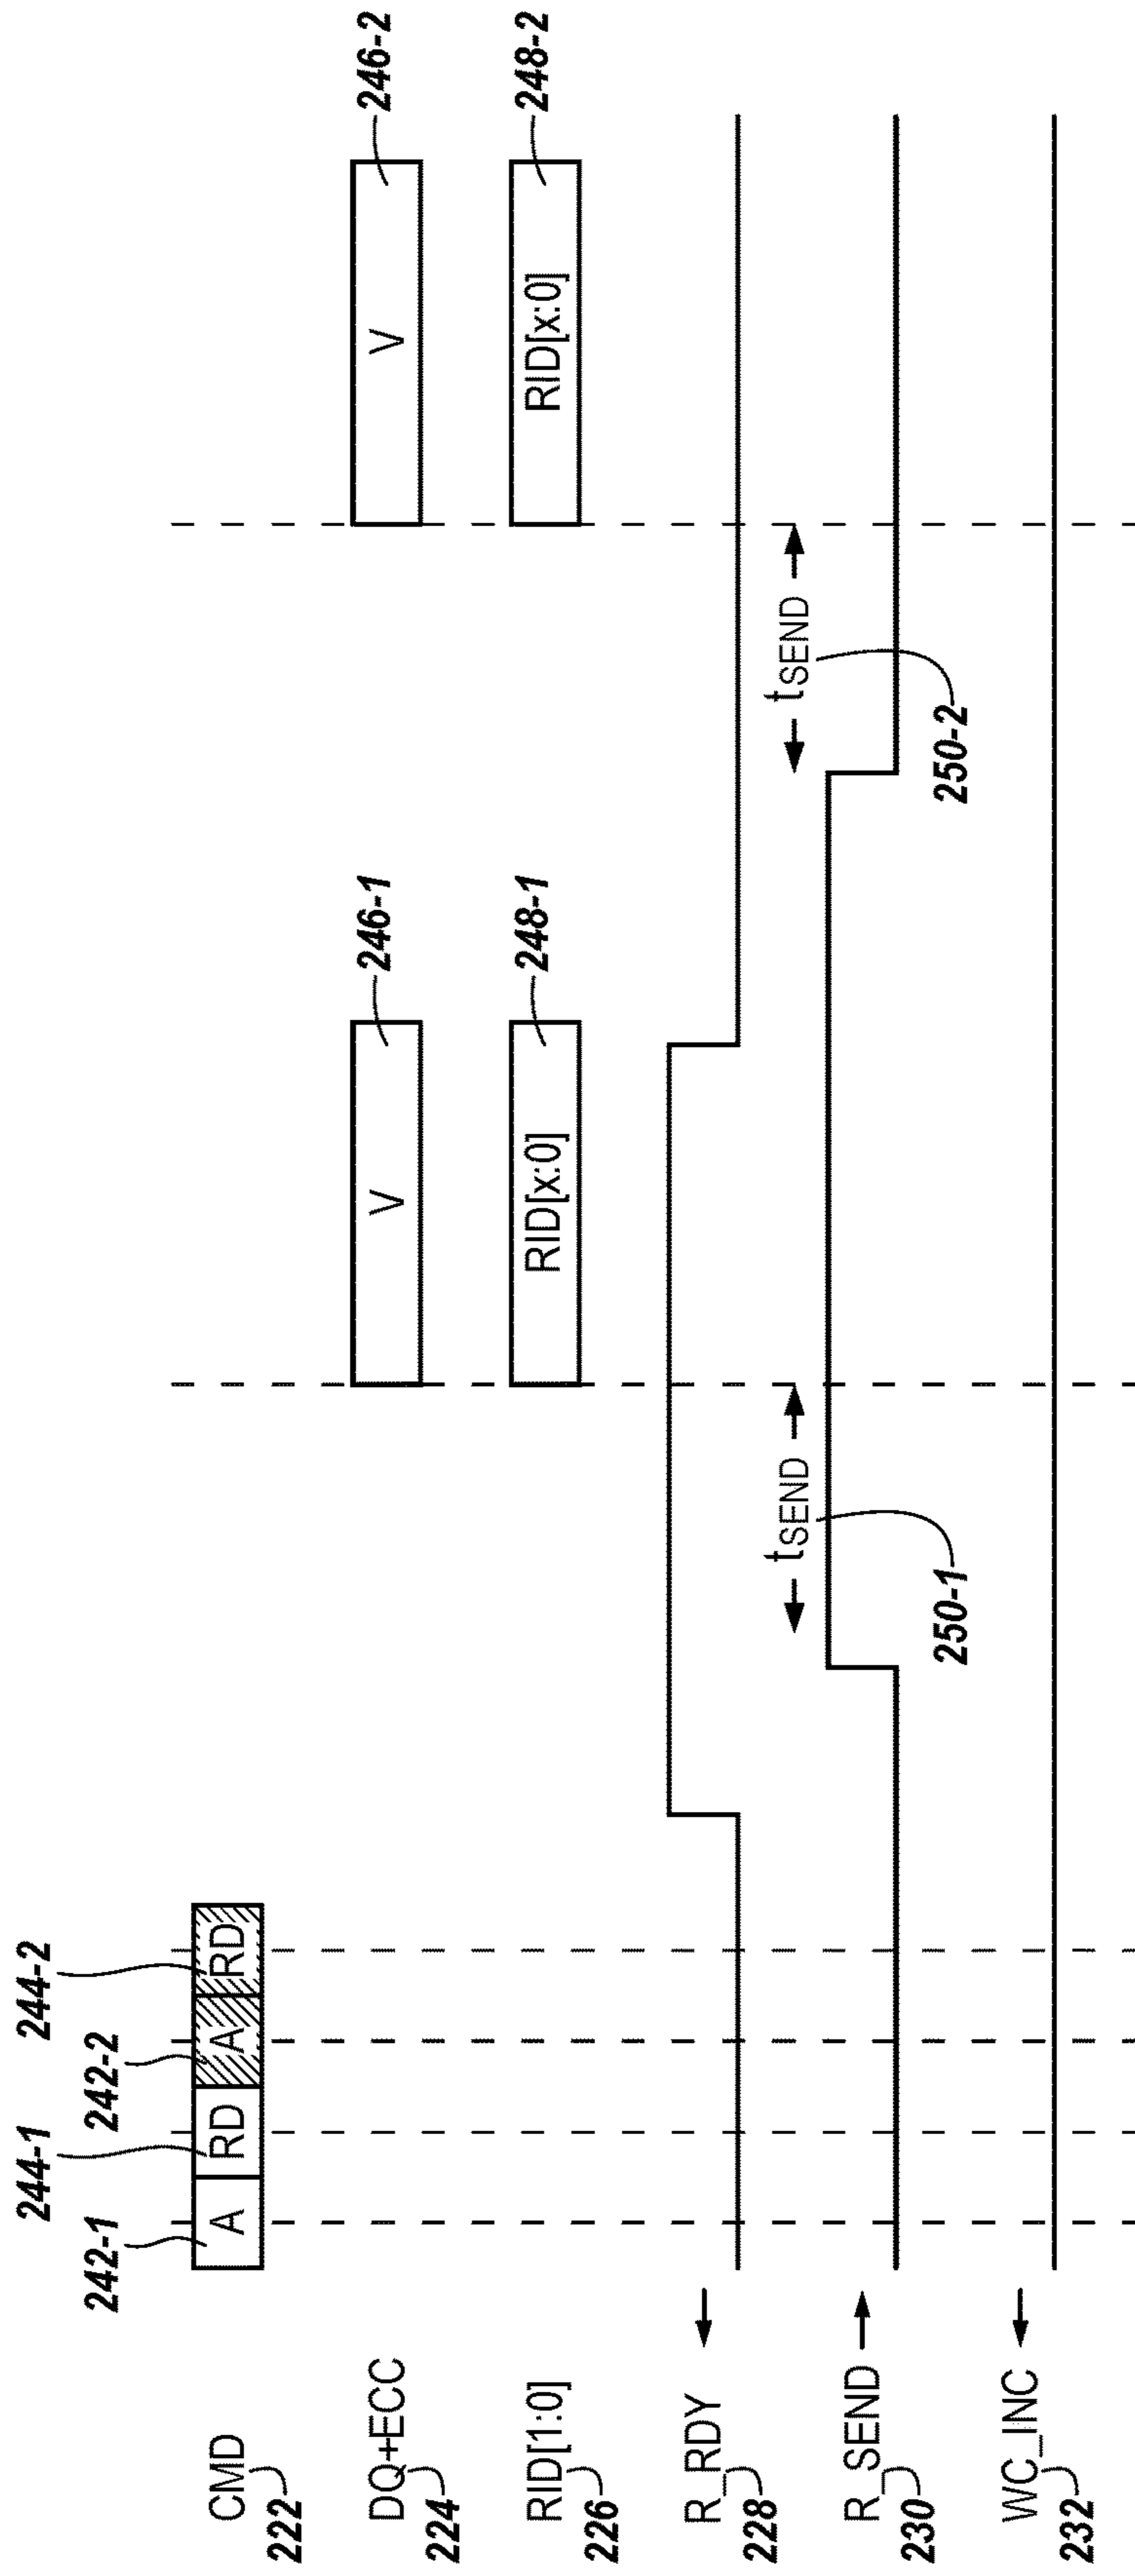 242-1
244-1
242-2
244-2
CMD
222
A
RD
A
RD
DQ+ECC
224
V
246-1
V
246-2
RID[1:0]
226
RID[x:0]
248-1
RID[x:0]
248-2
R_RDY
228
tSEND
tSEND
R_SEND
230
250-1
250-2
WC_INC
232